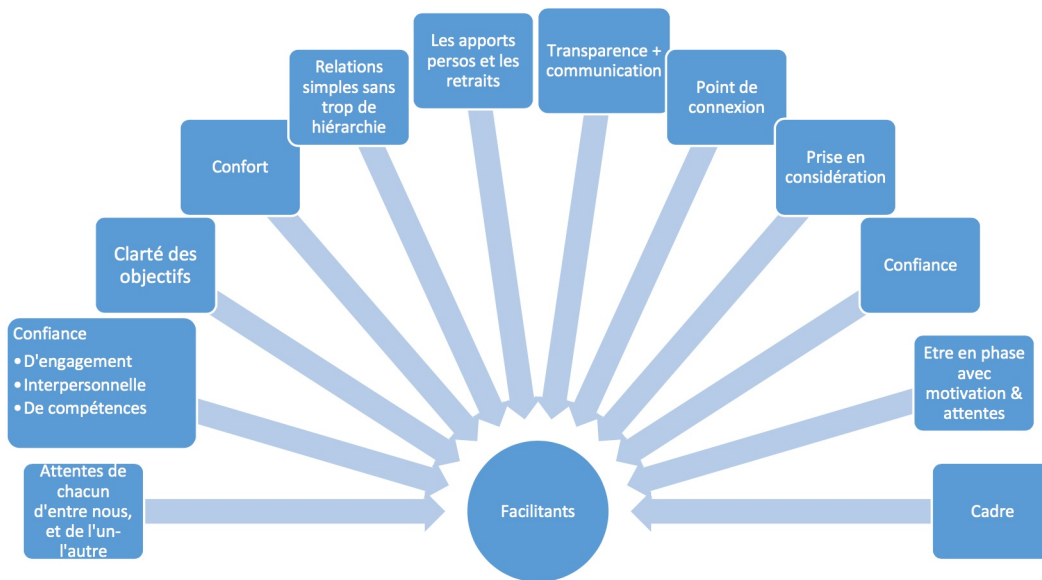 Les apports
persos et les
retraits
Transparence +
communication
Relations
simples sans
trop de
hiérarchie
Point de
connexion
Confort
Prise en
considération
Clarté des
objectifs
Confiance
Confiance
• D'engagement
• Interpersonnelle
• De compétences
Etre en phase
avec
motivation &
attentes
Attentes de
chacun
d'entre nous,
et de l'un-
l'autre
Facilitants
Cadre